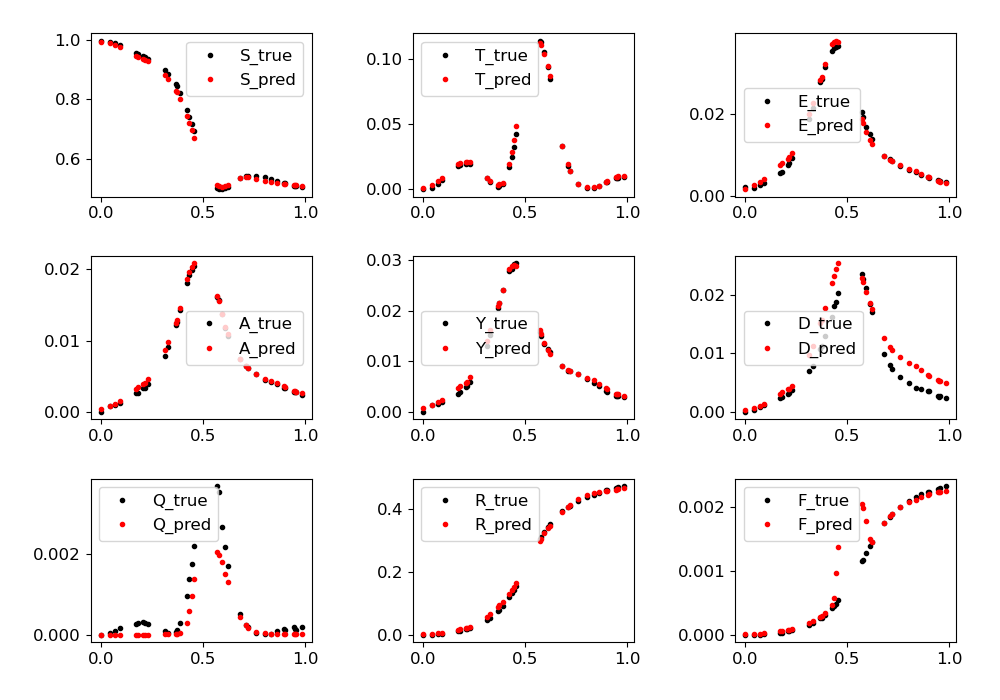 1.0
0.8
0.6
S_true
S_pred
0.0
0.5
1.0
0.10
0.05
0.00
T_true
T_pred
0.0
0.5
1.0
0.02
0.00
E_true
E_pred
0.0
0.5
1.0
0.02
0.01
0.00
A_true
A_pred
0.0
0.5
1.0
0.03
0.02
0.01
0.00
Y_true
Y_pred
0.0
0.5
1.0
0.02
0.01
0.00
D_true
D_pred
0.0
0.5
1.0
0.002
0.000
Q_true
Q_pred
0.0
0.5
1.0
0.4
0.2
0.0
R_true
R_pred
0.0
0.5
1.0
0.002
0.001
0.000
F_true
F_pred
0.0
0.5
1.0